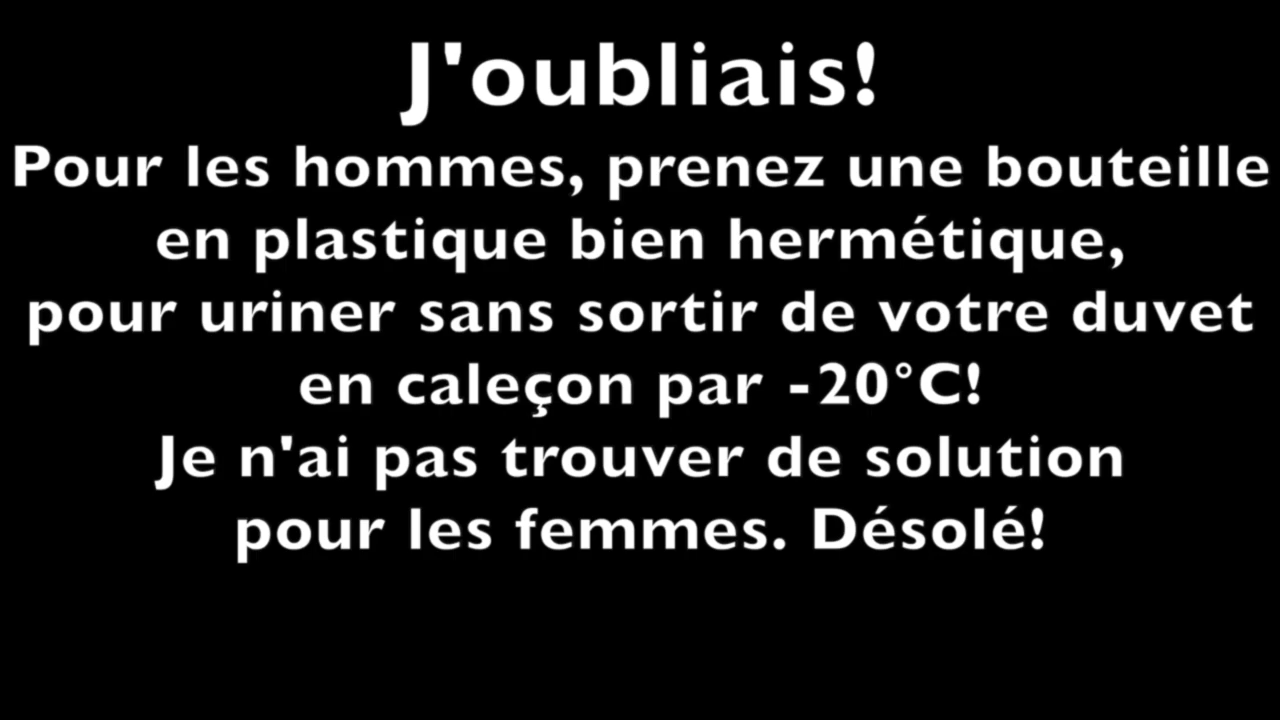 J'oubliais!
Pour les hommes, prenez une bouteille
en plastique bien hermétique,
pour uriner sans sortir de votre duvet
en caleçon par -20°C!
Je n'ai pas trouver de solution
pour les femmes. Désolé!